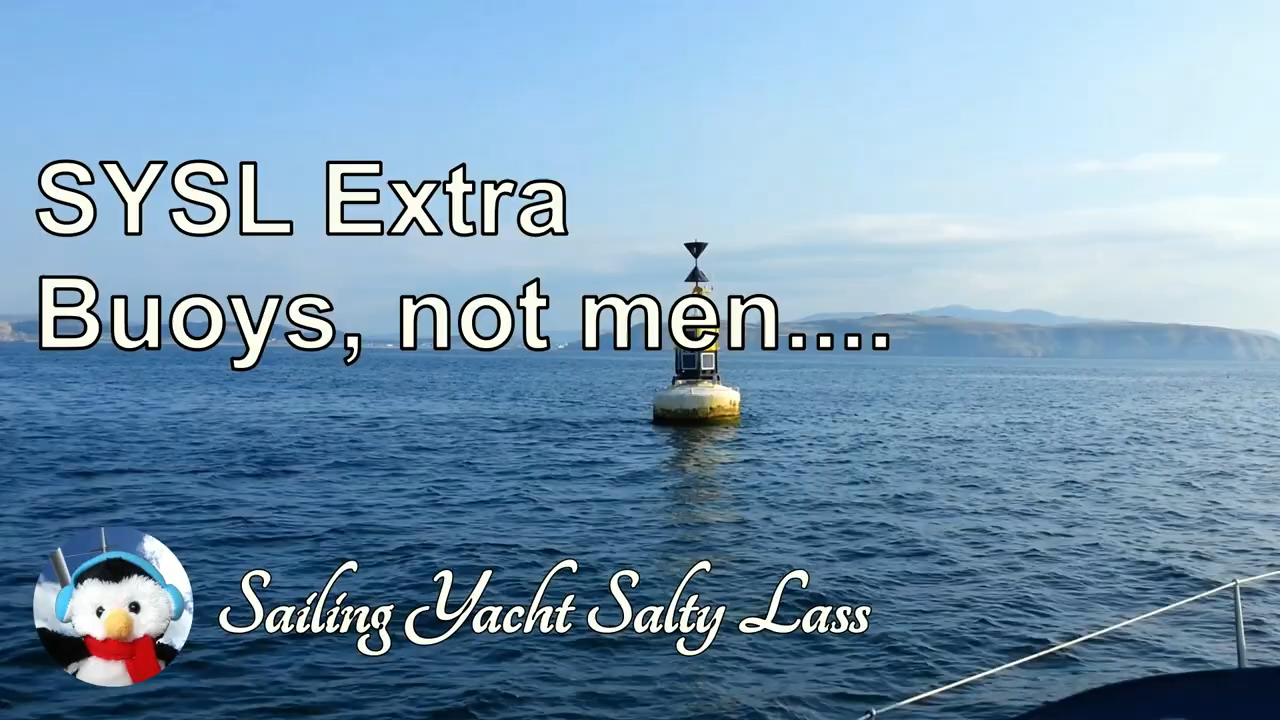 SYSL Extra
Buoys, not men....
Sailing Yacht Salty Lass